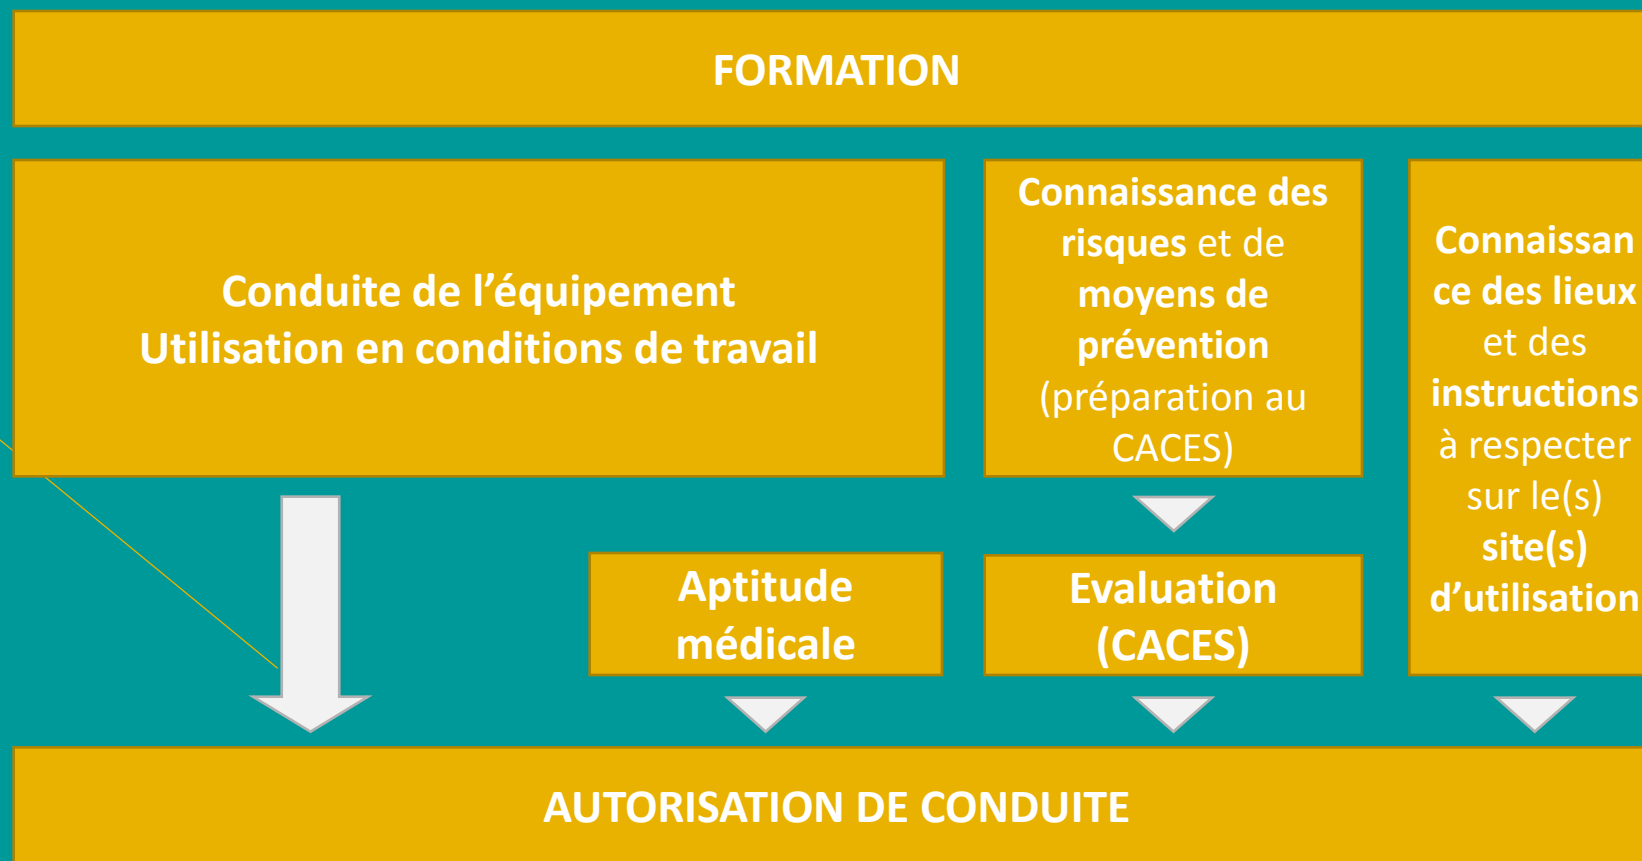 FORMATION
Conduite de l’équipement
Utilisation en conditions de travail
Connaissance des
risques et de
moyens de
prévention
(préparation au
CACES)
Connaissan
ce des lieux
et des
instructions
à respecter
sur le(s)
site(s)
d’utilisation
Aptitude
médicale
Evaluation
(CACES)
AUTORISATION DE CONDUITE